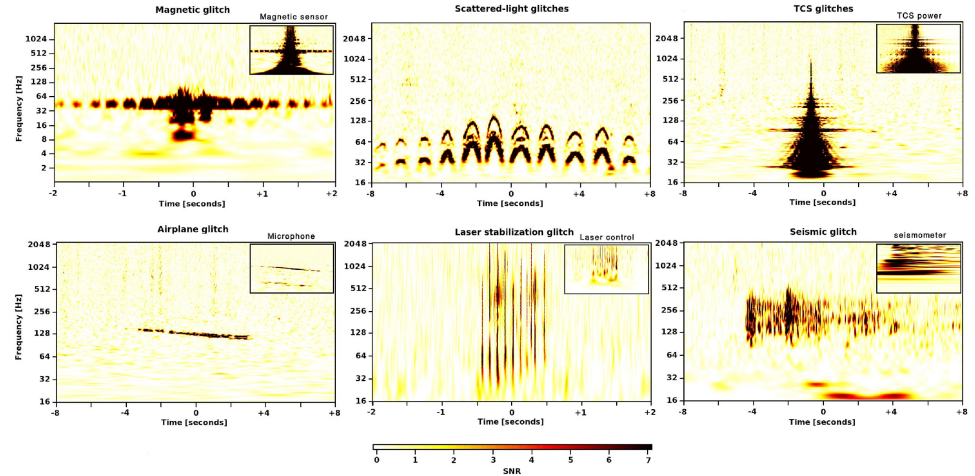 Magnetic glitch
Magnetic sensor
Frequency [Hz]
1024
512
256
128
64
32
16
8
4
2
-2 -1 0 +1 +2
Time [seconds]
Scattered-light glitches
2048
1024
512
256
128
64
32
16
-8 -4 0 +4 +8
Time [seconds]
TCS glitches
TCS power
2048
1024
512
256
128
64
32
16
-8 -4 0 +4 +8
Time [seconds]
Airplane glitch
Microphone
Frequency [Hz]
2048
1024
512
256
128
64
32
16
-8 -4 0 +4 +8
Time [seconds]
Laser stabilization glitch
Laser control
2048
1024
512
256
128
64
32
16
-2 -1 0 +1 +2
Time [seconds]
Seismic glitch
seismometer
2048
1024
512
256
128
64
32
16
-8 -4 0 +4 +8
Time [seconds]
0 1 2 3 4 5 6 7
SNR